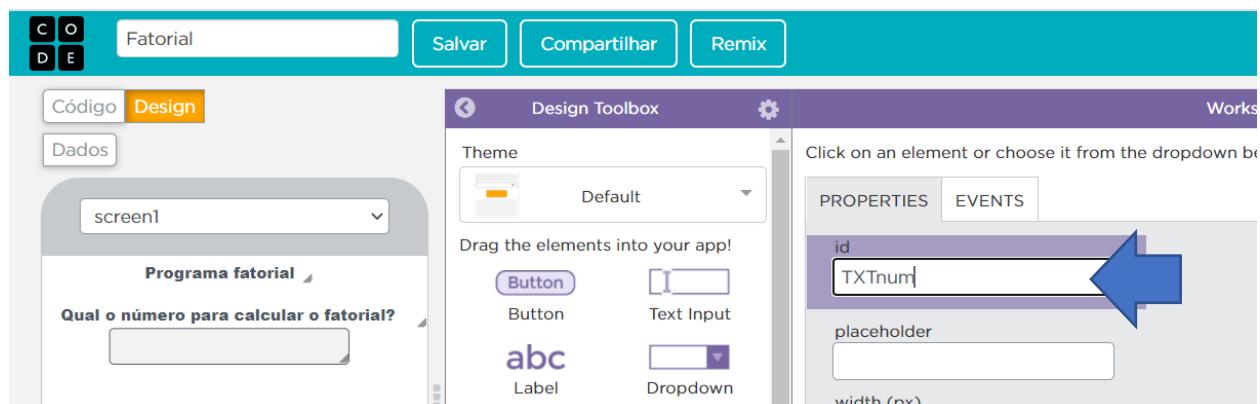 CODE
Fatorial
Salvar
Compartilhar
Remix
Código
Design
Dados
screen1
Programa fatorial
Qual o número para calcular o fatorial?
Design Toolbox
Theme
Default
Drag the elements into your app!
Button
Button
Text Input
abc
Label
Dropdown
Works
Click on an element or choose it from the dropdown be
PROPERTIES
EVENTS
id
TXTnum
placeholder
width (px)